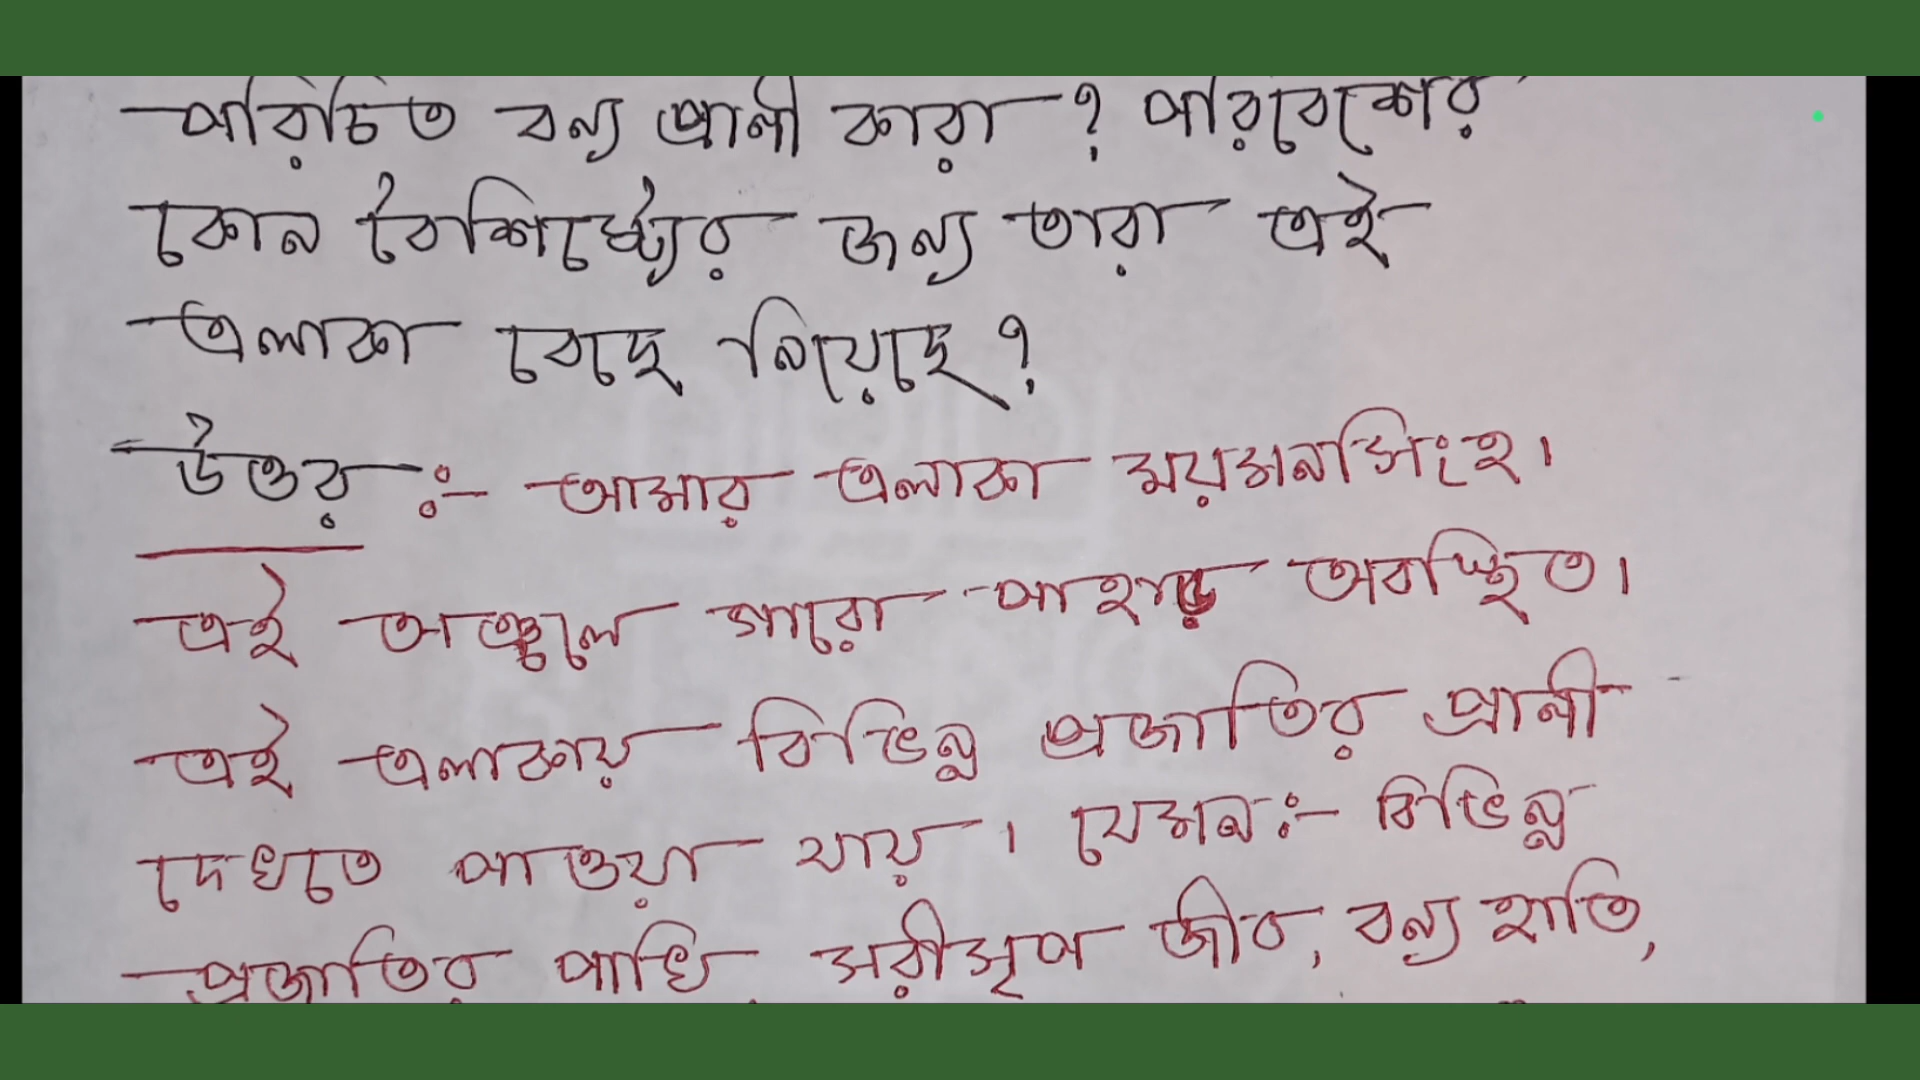 পরিচিত বন্য প্রানী কারা? পরিবেশের
কোন বৈশিষ্ট্যের জন্য তারা এই
এলাকা বেছে নিয়েছে?
উত্তর :- আমার এলাকা ময়মনসিংহ।
এই অঞ্চলে গারো পাহাড় অবস্থিত।
এই এলাকায় বিভিন্ন প্রজাতির প্রানী
দেখতে পাওয়া যায়। যেমন:- বিভিন্ন
প্রজাতির পাখি, সরীসৃপ জীব, বন্য হাতি,